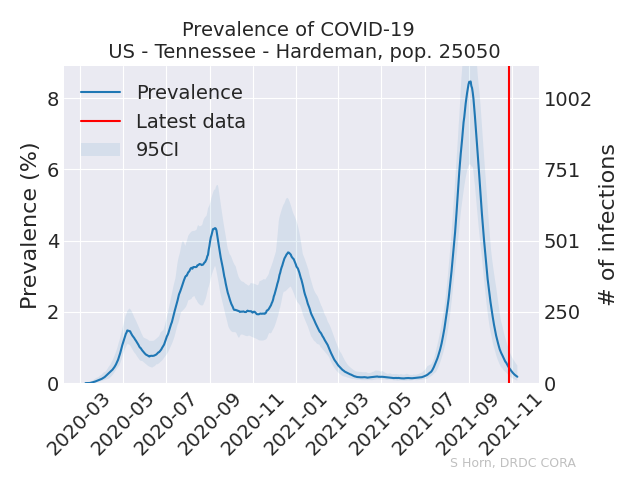 Prevalence of COVID-19
US - Tennessee - Hardeman, pop. 25050
Prevalence
Latest data
95CI
Prevalence (%)
8
6
4
2
0
# of infections
1002
751
501
250
0
2020-03
2020-05
2020-07
2020-09
2020-11
2021-01
2021-03
2021-05
2021-07
2021-09
2021-11
S Horn, DRDC CORA